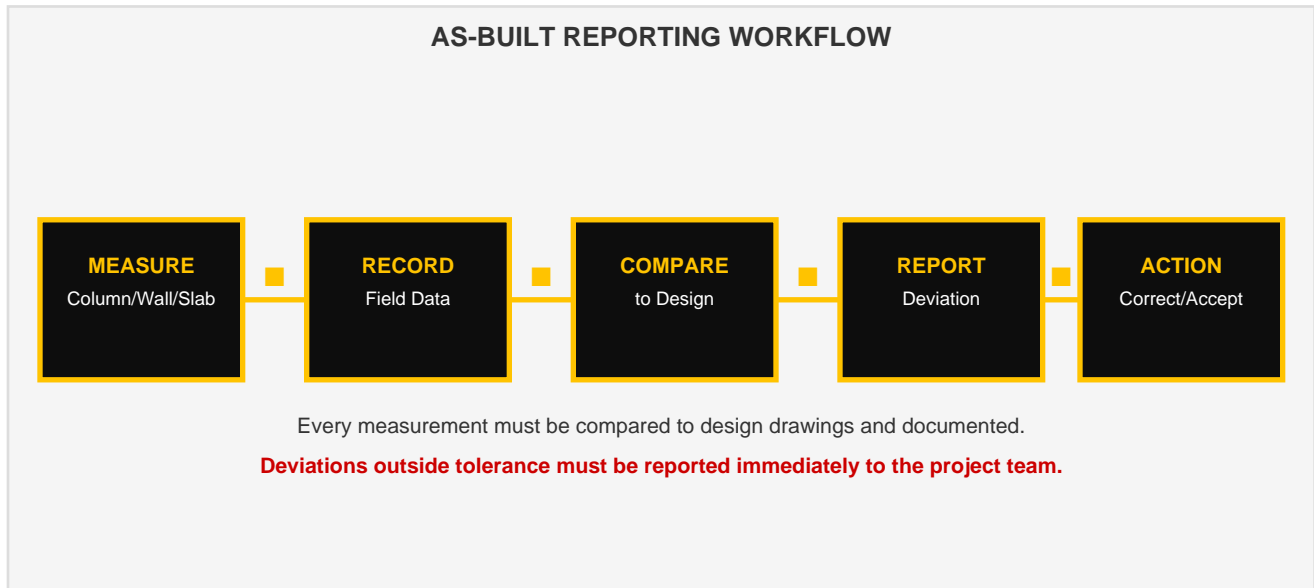 AS-BUILT REPORTING WORKFLOW
MEASURE
Column/Wall/Slab
RECORD
Field Data
COMPARE
to Design
REPORT
Deviation
ACTION
Correct/Accept
Every measurement must be compared to design drawings and documented.
Deviations outside tolerance must be reported immediately to the project team.